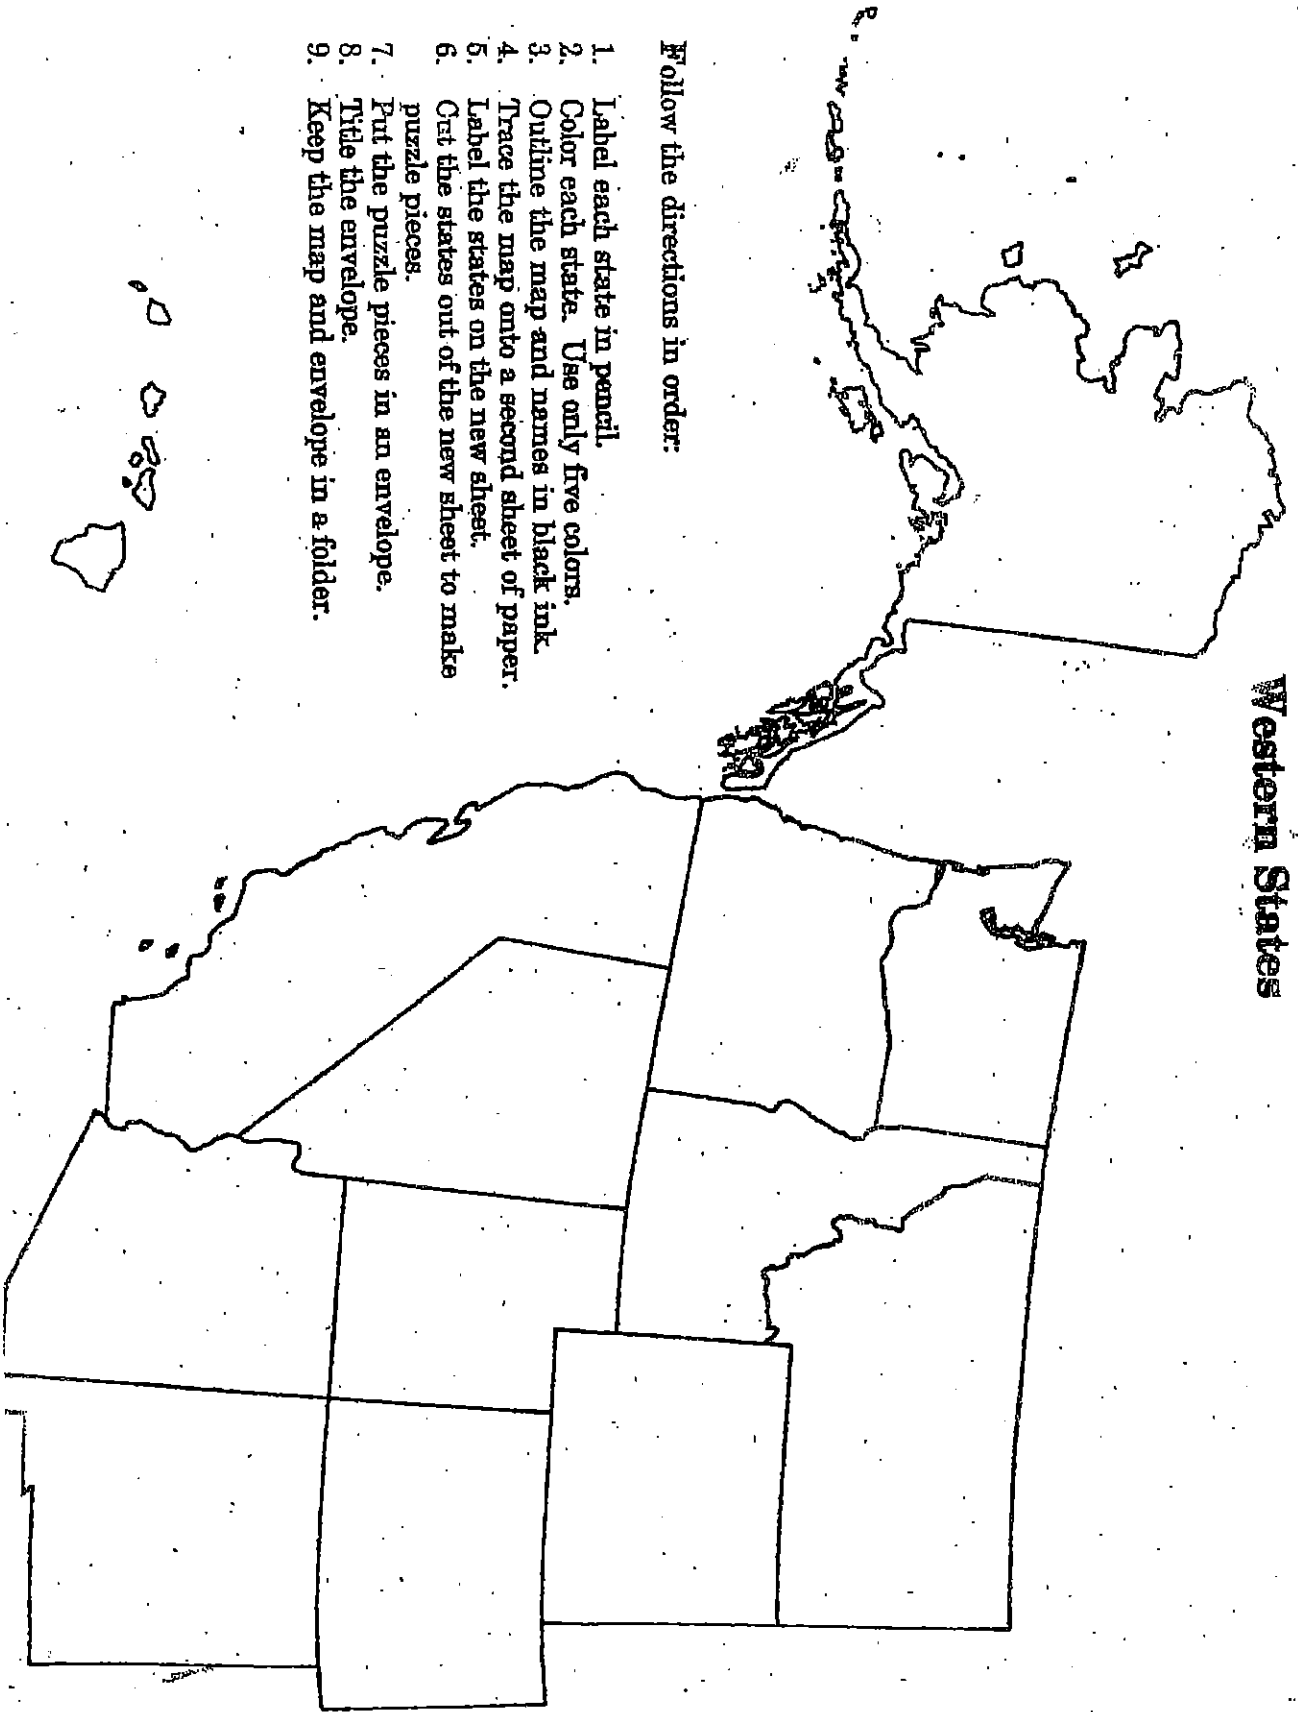 Western States
Follow the directions in order:
1. Label each state in pencil.
2. Color each state. Use only five colors.
3. Outline the map and names in black ink.
4. Trace the map onto a second sheet of paper.
5. Label the states on the new sheet.
6. Cut the states out of the new sheet to make
puzzle pieces.
7. Put the puzzle pieces in an envelope.
8. Title the envelope.
9. Keep the map and envelope in a folder.